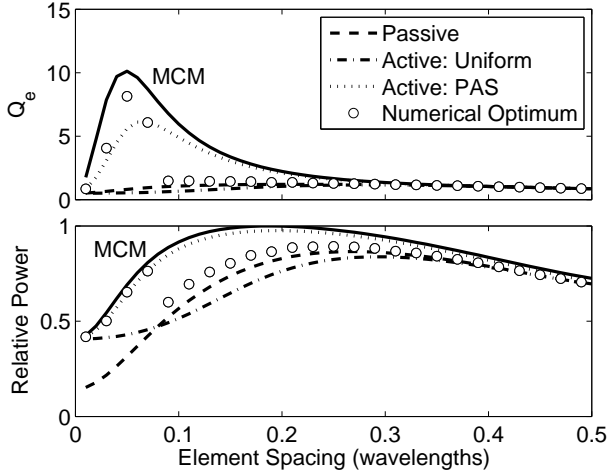 15
10
5
0
Q_e
MCM
Passive
Active: Uniform
Active: PAS
Numerical Optimum
1
0.5
0
Relative Power
MCM
0 0.1 0.2 0.3 0.4 0.5
Element Spacing (wavelengths)